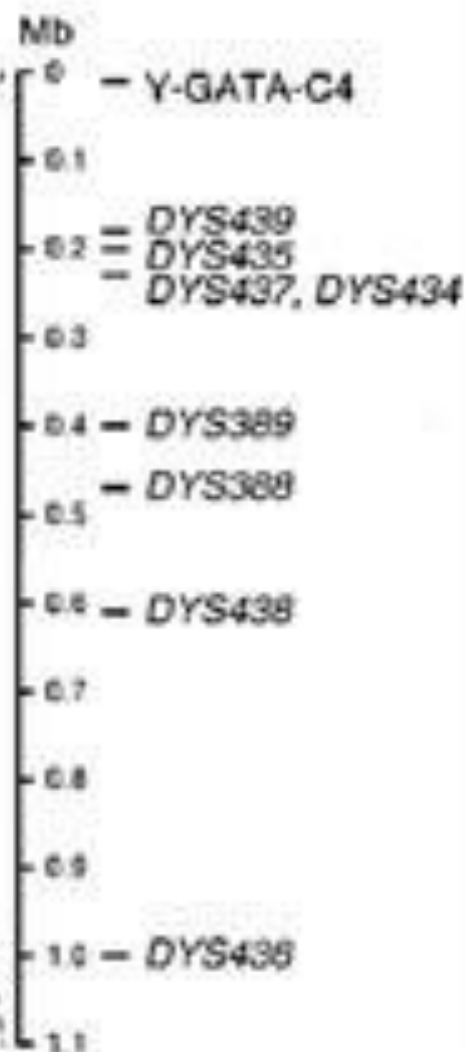 Mb
0 Y-GATA-C4
0.1
DYS439
0.2 DYS435
DYS437, DYS434
0.3
0.4 DYS389
DYS388
0.5
0.6 DYS438
0.7
0.8
0.9
1.0 DYS436
1.1